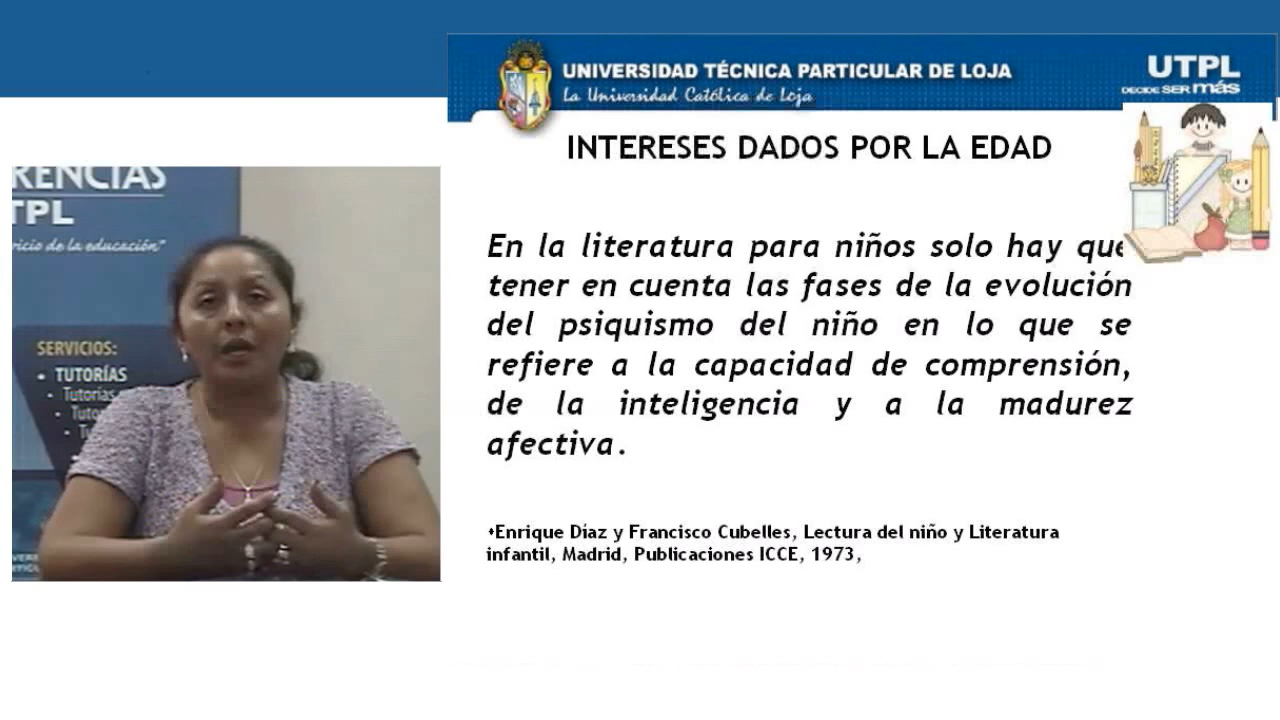 UNIVERSIDAD TÉCNICA PARTICULAR DE LOJA
La Universidad Católica de Loja
UTPL
DECIDE SER más
INTERESES DADOS POR LA EDAD
En la literatura para niños solo hay que
tener en cuenta las fases de la evolución
del psiquismo del niño en lo que se
refiere a la capacidad de comprensión,
de la inteligencia y a la madurez
afectiva.
•Enrique Díaz y Francisco Cubelles, Lectura del niño y Literatura
infantil, Madrid, Publicaciones ICCE, 1973,
RENCIAS
TPL
ricio de la educación"
SERVICIOS:
• TUTORÍAS
• Tutorías
• Tuto
• T